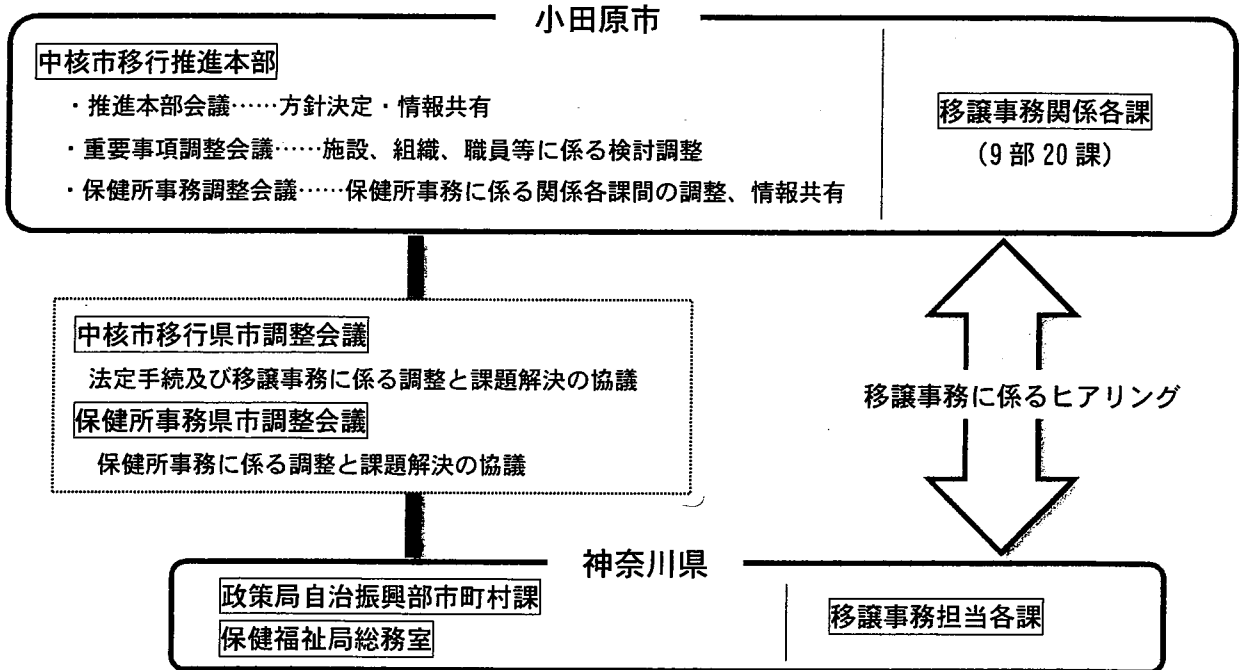 小田原市
中核市移行推進本部
・推進本部会議……方針決定・情報共有
・重要事項調整会議……施設、組織、職員等に係る検討調整
・保健所事務調整会議……保健所事務に係る関係各課間の調整、情報共有
移譲事務関係各課
（9部20課）
中核市移行県市調整会議
法定手続及び移譲事務に係る調整と課題解決の協議
保健所事務県市調整会議
保健所事務に係る調整と課題解決の協議
移譲事務に係るヒアリング
神奈川県
政策局自治振興部市町村課
保健福祉局総務室
移譲事務担当各課